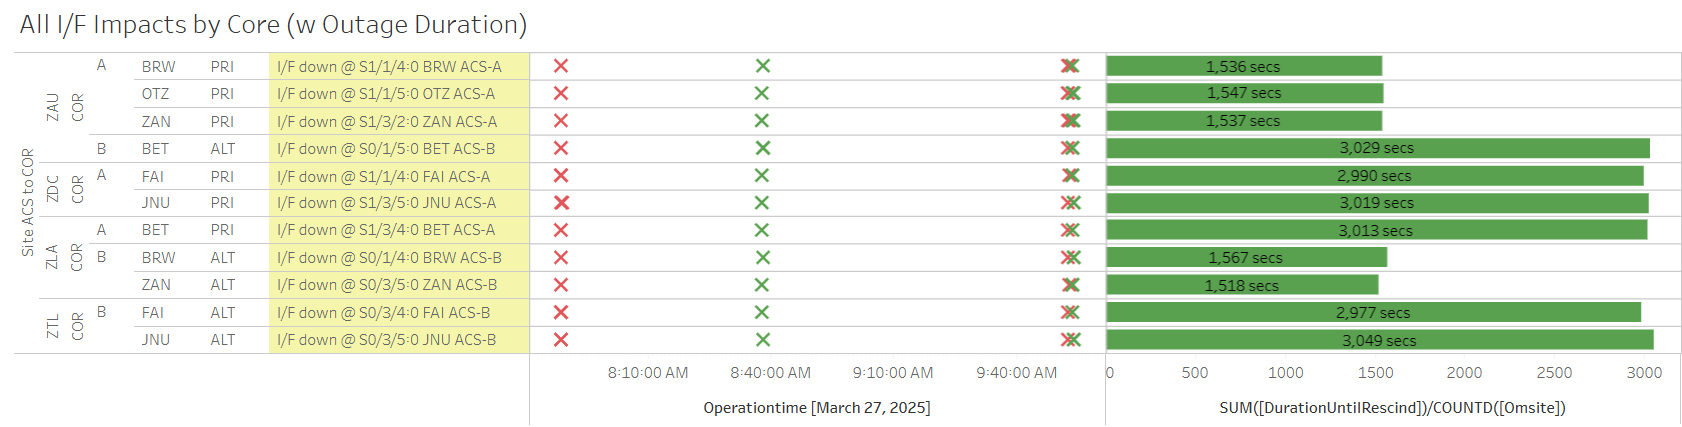 All I/F Impacts by Core (w Outage Duration)
Site ACS to COR
ZAU COR
A BRW PRI I/F down @ S1/1/4:0 BRW ACS-A 1,536 secs
OTZ PRI I/F down @ S1/1/5:0 OTZ ACS-A 1,547 secs
ZAN PRI I/F down @ S1/3/2:0 ZAN ACS-A 1,537 secs
B BET ALT I/F down @ S0/1/5:0 BET ACS-B 3,029 secs
ZDC COR
A FAI PRI I/F down @ S1/1/4:0 FAI ACS-A 2,990 secs
JNU PRI I/F down @ S1/3/5:0 JNU ACS-A 3,019 secs
ZLA COR
A BET PRI I/F down @ S1/3/4:0 BET ACS-A 3,013 secs
B BRW ALT I/F down @ S0/1/4:0 BRW ACS-B 1,567 secs
ZAN ALT I/F down @ S0/3/5:0 ZAN ACS-B 1,518 secs
ZTL COR
B FAI ALT I/F down @ S0/3/4:0 FAI ACS-B 2,977 secs
JNU ALT I/F down @ S0/3/5:0 JNU ACS-B 3,049 secs
8:10:00 AM 8:40:00 AM 9:10:00 AM 9:40:00 AM 0 500 1000 1500 2000 2500 3000
Operationtime [March 27, 2025] SUM([DurationUntilRescind])/COUNTD([Omsite])